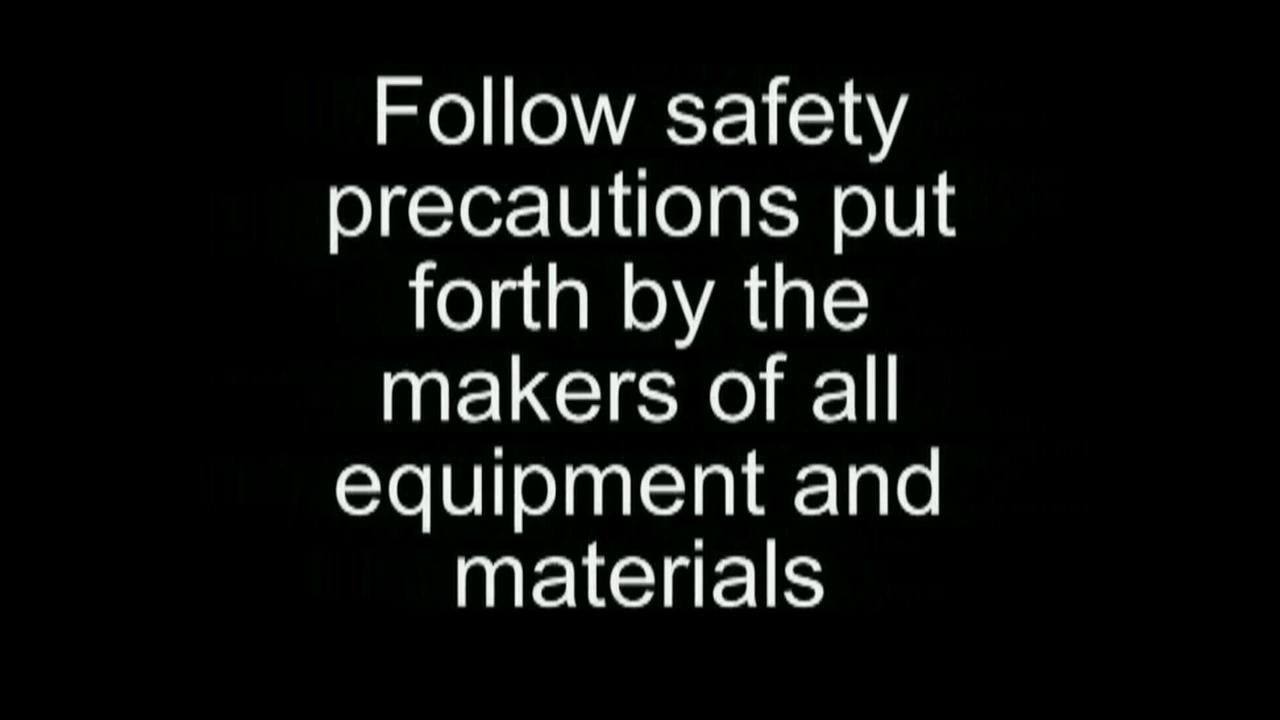 Follow safety
precautions put
forth by the
makers of all
equipment and
materials